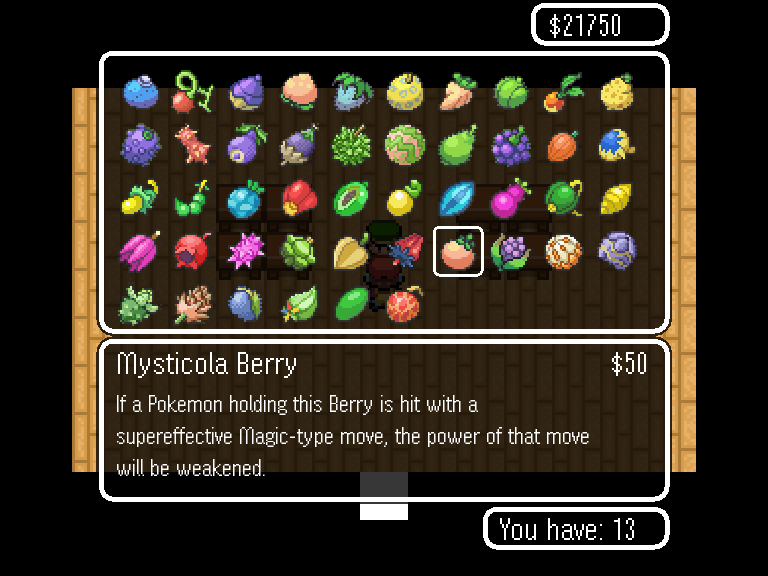 $21750
Mysticola Berry
$50
If a Pokemon holding this Berry is hit with a
supereffective Magic-type move, the power of that move
will be weakened.
You have: 13